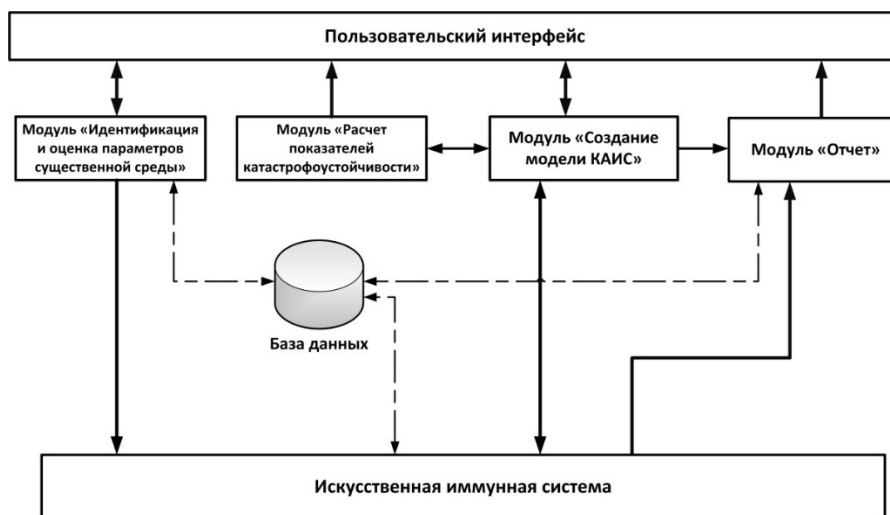 Пользовательский интерфейс
Модуль «Идентификация
и оценка параметров
существенной среды»
Модуль «Расчет
показателей
катастрофоустойчивости»
Модуль «Создание
модели КАИС»
Модуль «Отчет»
База данных
Искусственная иммунная система